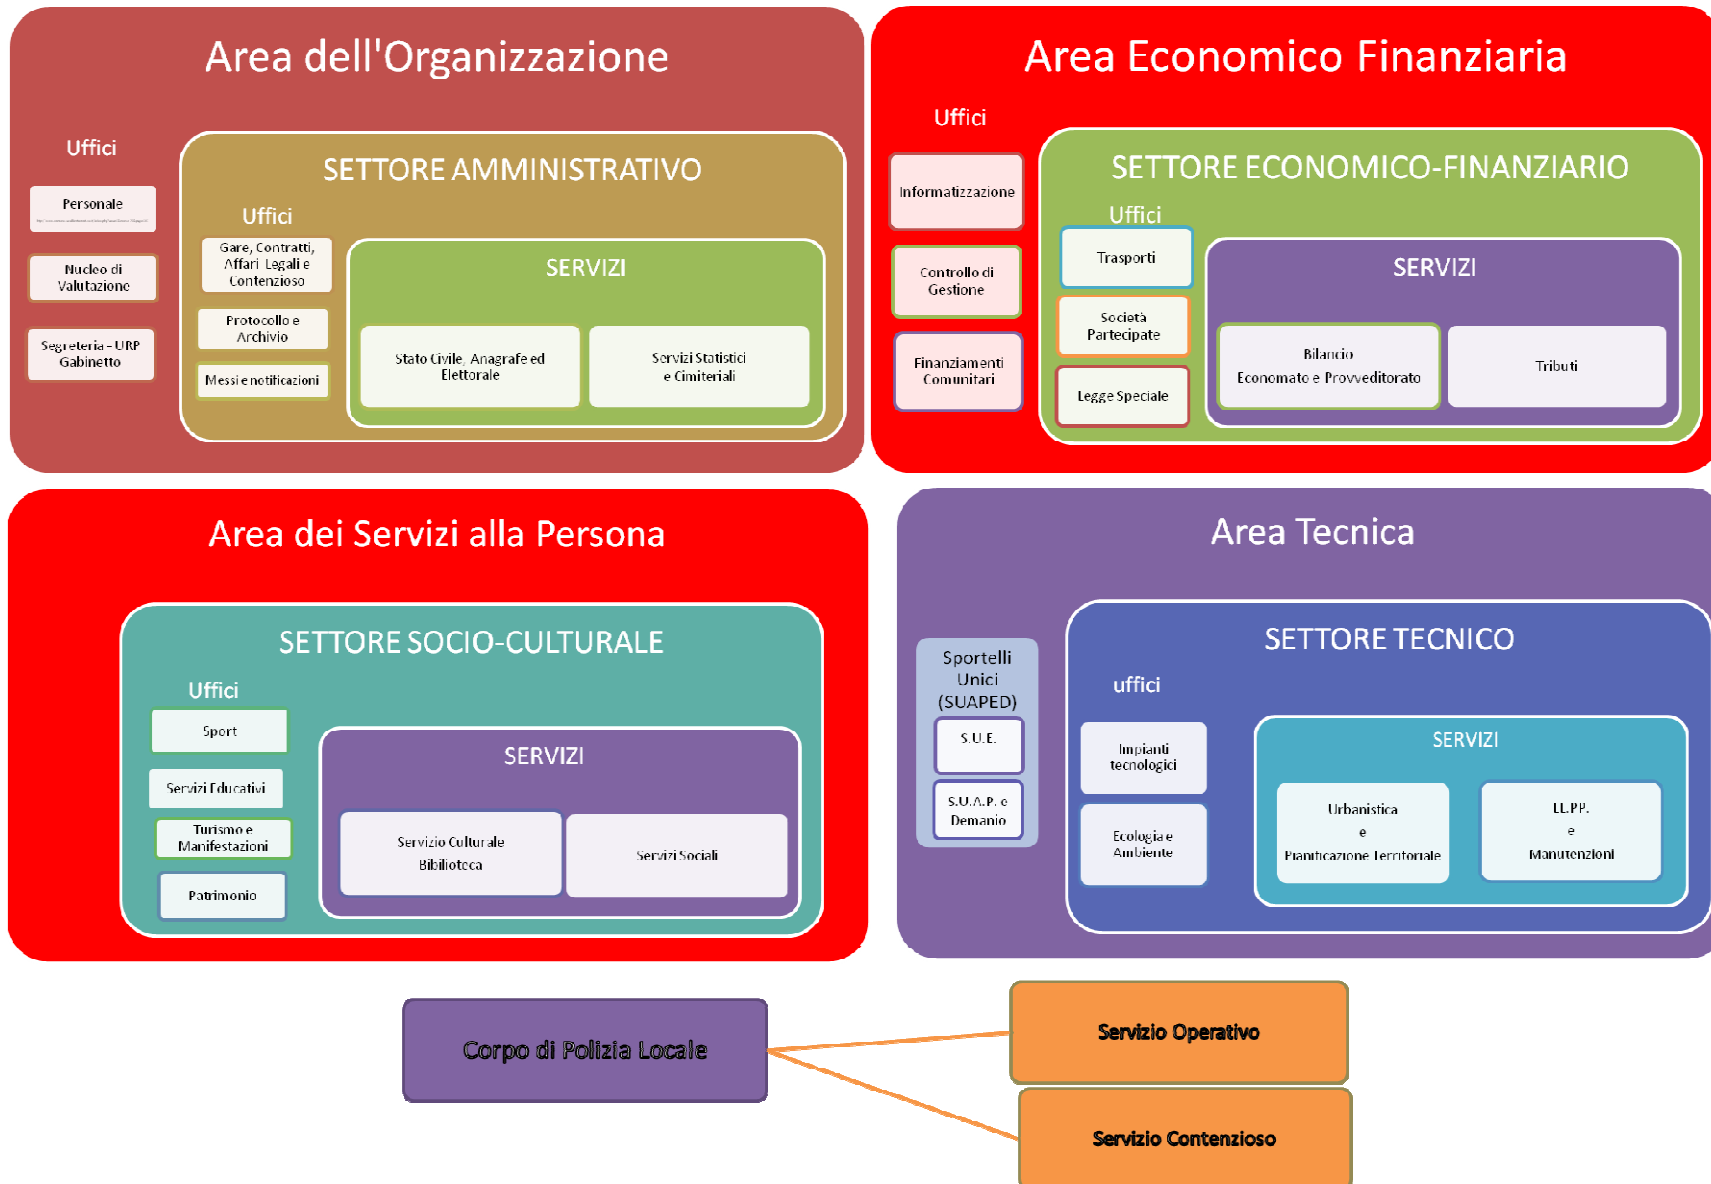 Area dell'Organizzazione
Uffici
Personale
Nucleo di
Valutazione
Segreteria - URP
Gabinetto
SETTORE AMMINISTRATIVO
Uffici
Gare, Contratti,
Affari Legali e
Contenzioso
Protocollo e
Archivio
Messi e notificazioni
SERVIZI
Stato Civile, Anagrafe ed
Elettorale
Servizi Statistici
e Cimiteriali
Area Economico Finanziaria
Uffici
Informatizzazione
Controllo di
Gestione
Finanziamenti
Comunitari
SETTORE ECONOMICO-FINANZIARIO
Uffici
Trasporti
Società
Partecipate
Legge Speciale
SERVIZI
Bilancio
Economato e Provveditorato
Tributi
Area dei Servizi alla Persona
SETTORE SOCIO-CULTURALE
Uffici
Sport
Servizi Educativi
Turismo e
Manifestazioni
Patrimonio
SERVIZI
Servizio Culturale
Bibilioteca
Servizi Sociali
Area Tecnica
Sportelli
Unici
(SUAPED)
S.U.E.
S.U.A.P. e
Demanio
SETTORE TECNICO
uffici
Impianti
tecnologici
Ecologia e
Ambiente
SERVIZI
Urbanistica
e
Pianificazione Territoriale
LL.PP.
e
Manutenzioni
Corpo di Polizia Locale
Servizio Operativo
Servizio Contenzioso